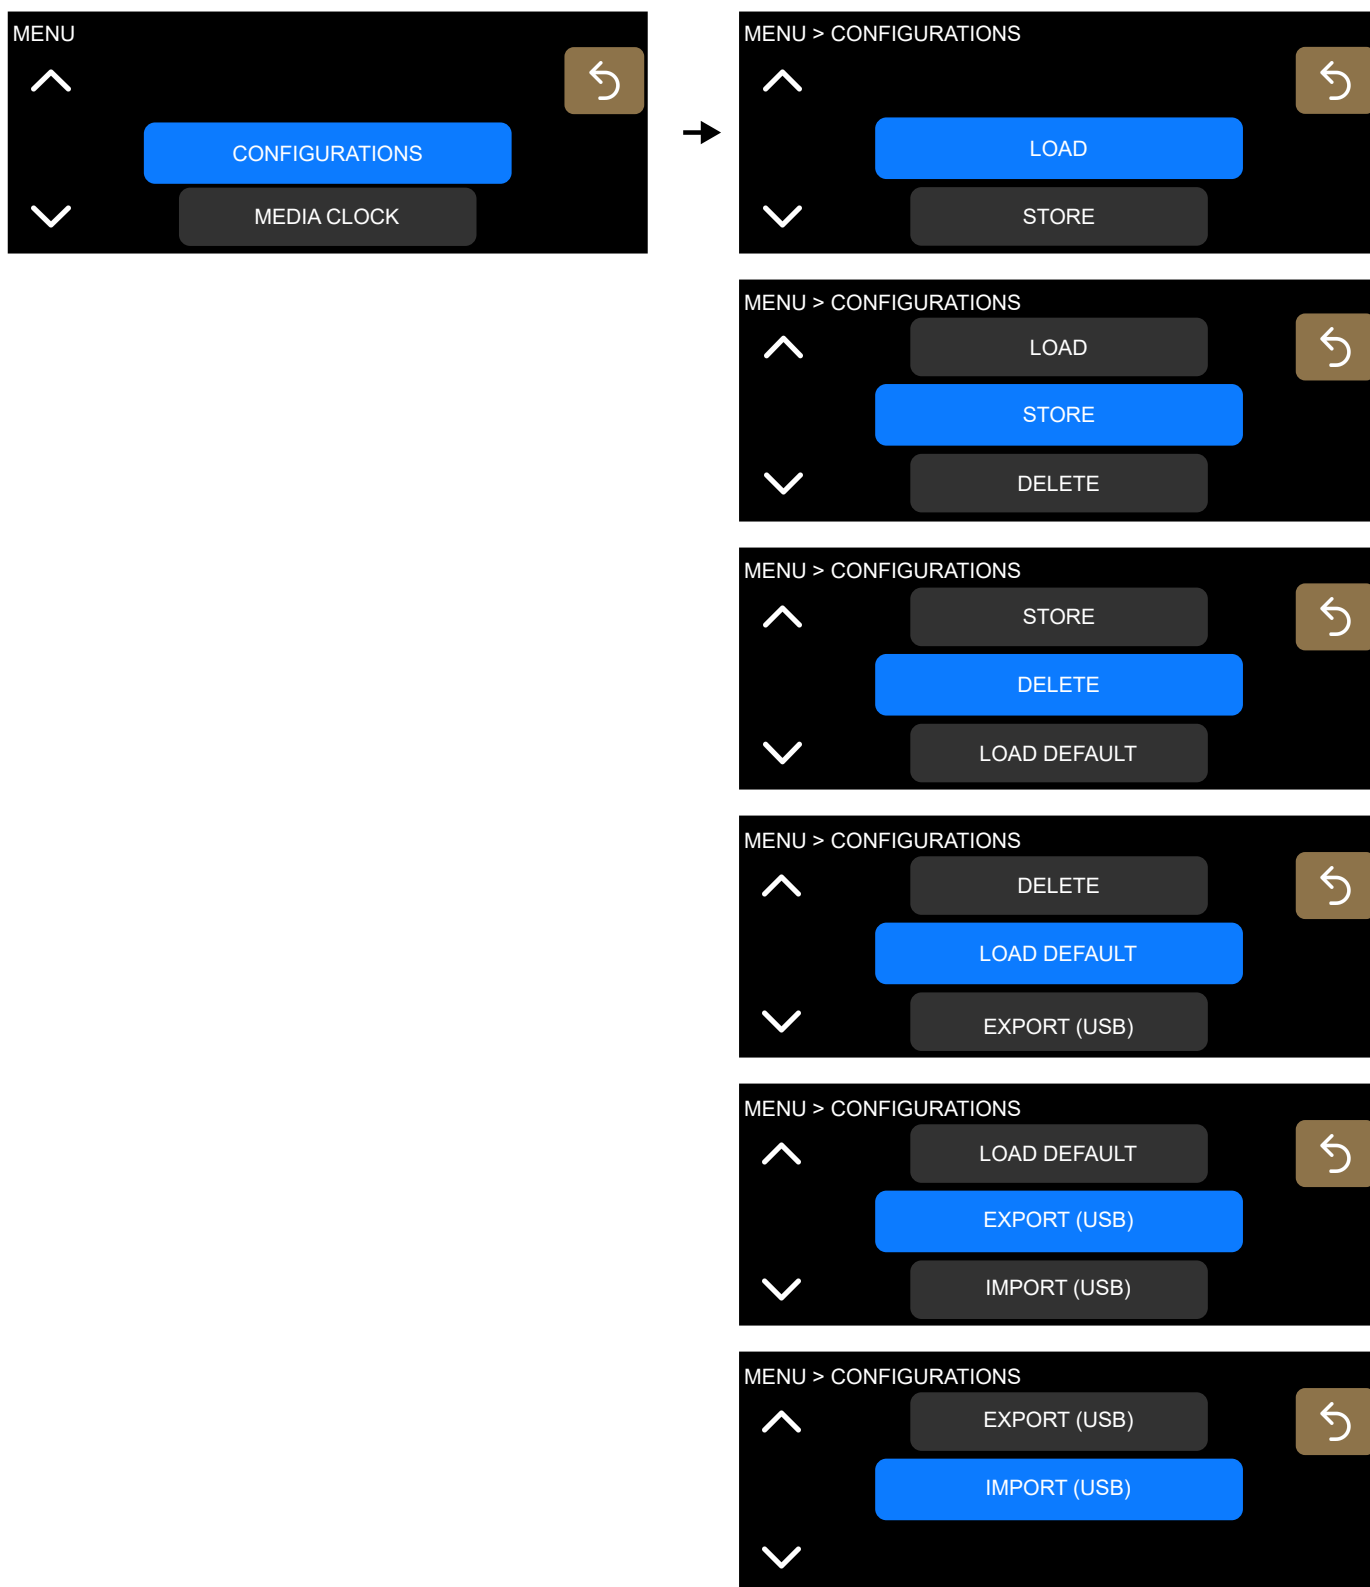 MENU
CONFIGURATIONS
MEDIA CLOCK
MENU > CONFIGURATIONS
LOAD
STORE
MENU > CONFIGURATIONS
LOAD
STORE
DELETE
MENU > CONFIGURATIONS
STORE
DELETE
LOAD DEFAULT
MENU > CONFIGURATIONS
DELETE
LOAD DEFAULT
EXPORT (USB)
MENU > CONFIGURATIONS
LOAD DEFAULT
EXPORT (USB)
IMPORT (USB)
MENU > CONFIGURATIONS
EXPORT (USB)
IMPORT (USB)